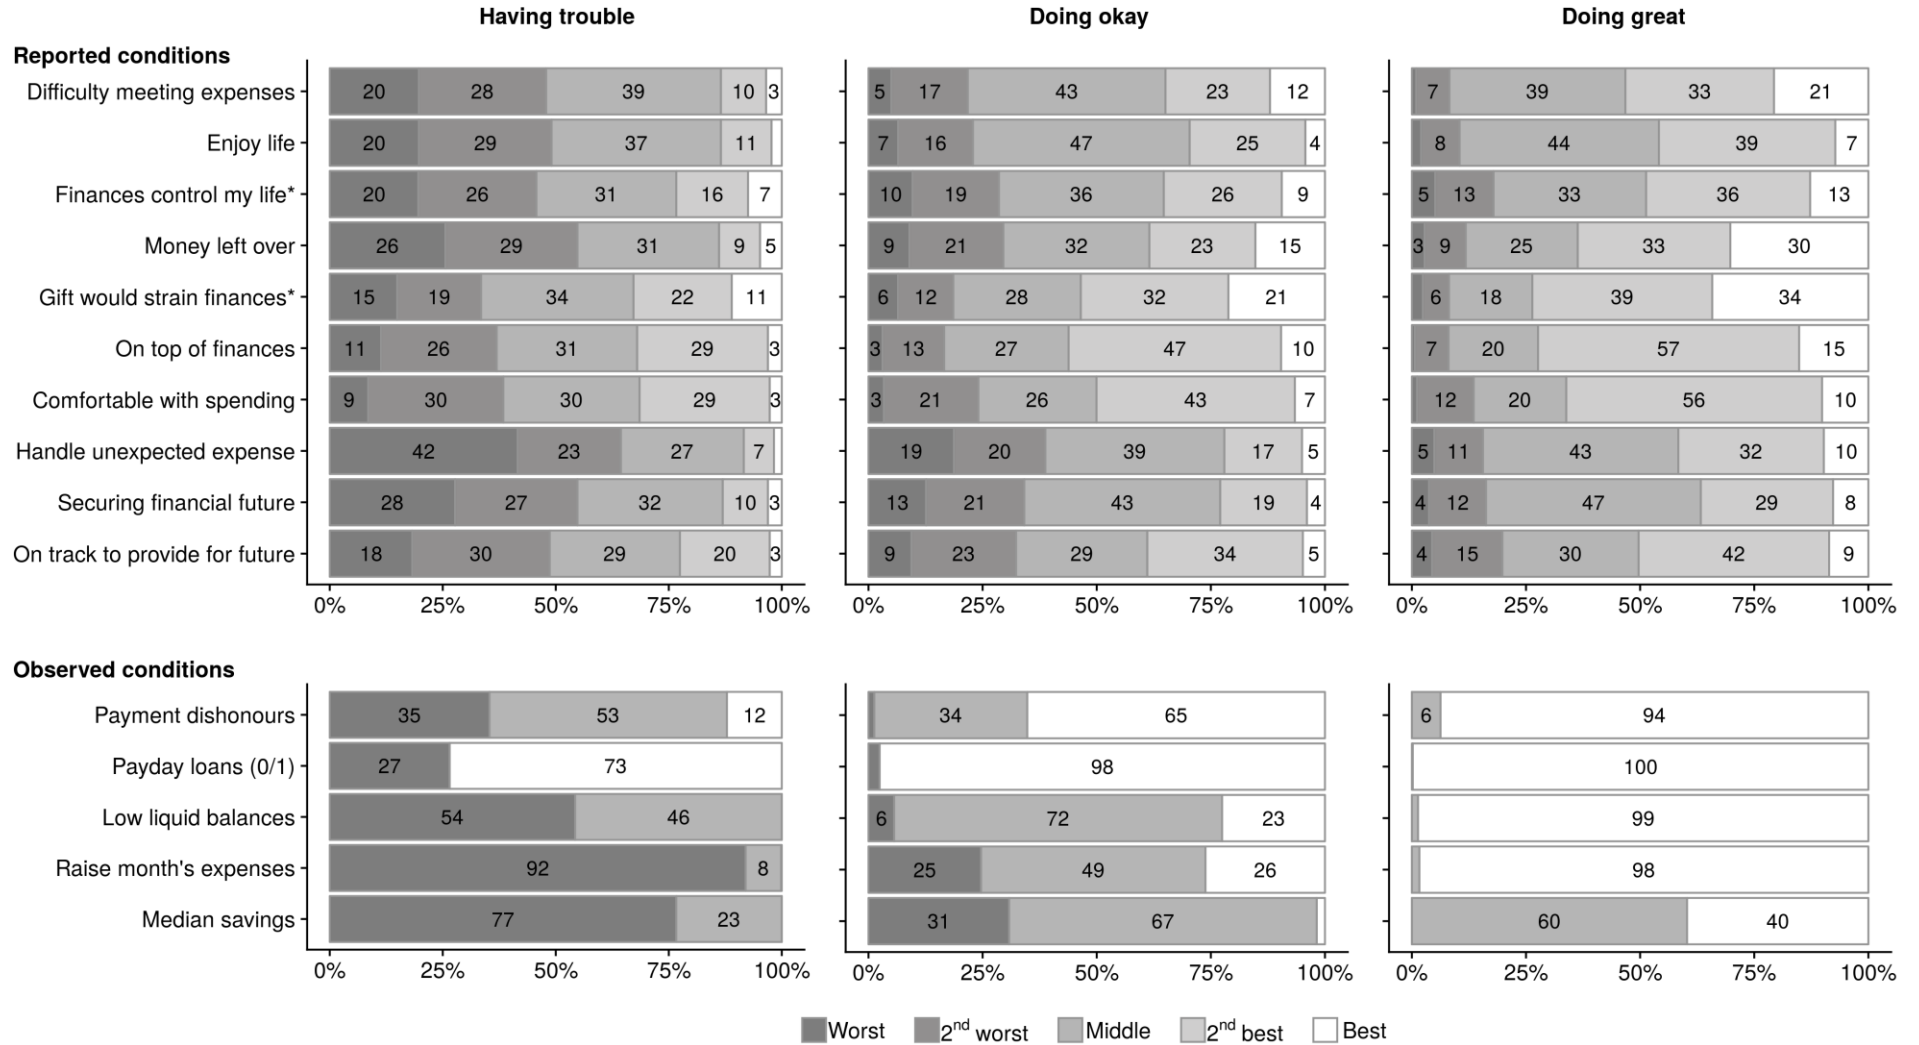 Having trouble Doing okay Doing great
Reported conditions
Difficulty meeting expenses 20 28 39 10 3 5 17 43 23 12 7 39 33 21
Enjoy life 20 29 37 11 7 16 47 25 4 8 44 39 7
Finances control my life* 20 26 31 16 7 10 19 36 26 9 5 13 33 36 13
Money left over 26 29 31 9 5 9 21 32 23 15 3 9 25 33 30
Gift would strain finances* 15 19 34 22 11 6 12 28 32 21 6 18 39 34
On top of finances 11 26 31 29 3 3 13 27 47 10 7 20 57 15
Comfortable with spending 9 30 30 29 3 3 21 26 43 7 12 20 56 10
Handle unexpected expense 42 23 27 7 19 20 39 17 5 5 11 43 32 10
Securing financial future 28 27 32 10 3 13 21 43 19 4 4 12 47 29 8
On track to provide for future 18 30 29 20 3 9 23 29 34 5 4 15 30 42 9
0% 25% 50% 75% 100% 0% 25% 50% 75% 100% 0% 25% 50% 75% 100%
Observed conditions
Payment dishonours 35 53 12 34 65 6 94
Payday loans (0/1) 27 73 98 100
Low liquid balances 54 46 6 72 23 99
Raise month's expenses 92 8 25 49 26 98
Median savings 77 23 31 67 60 40
0% 25% 50% 75% 100% 0% 25% 50% 75% 100% 0% 25% 50% 75% 100%
Worst 2nd worst Middle 2nd best Best